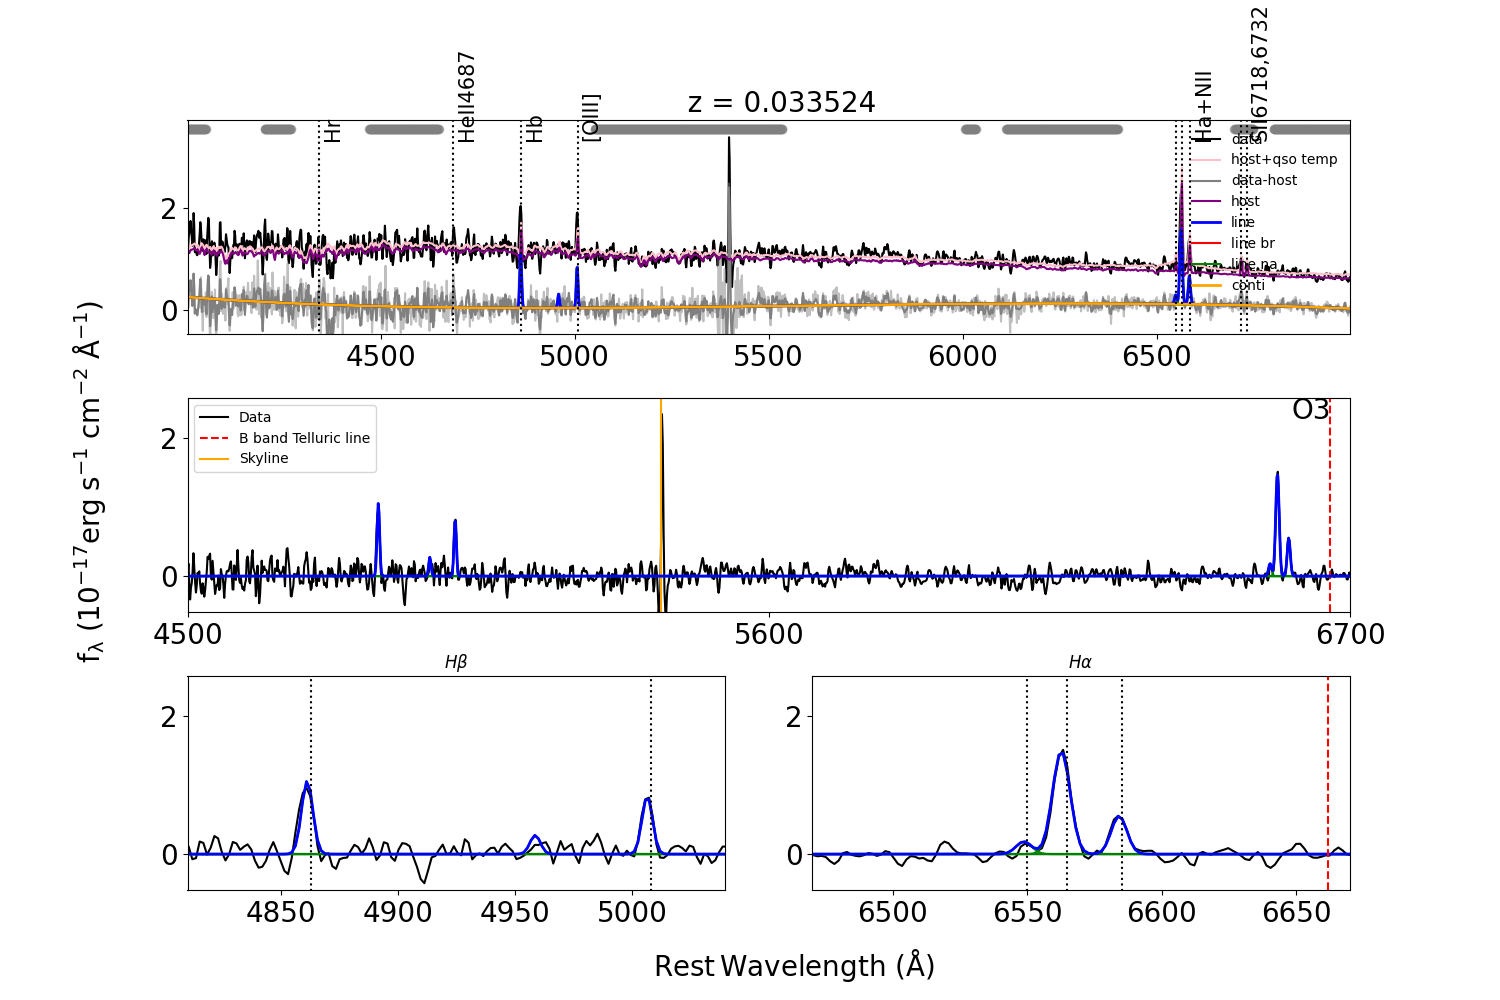 z = 0.033524
Hr
HeII4687
Hb
[OIII]
Ha+NII
SII6718,6732
data
host+qso temp
data-host
host
line
line br
line na
conti
2
0
4500 5000 5500 6000 6500
fλ (10⁻¹⁷erg s⁻¹ cm⁻² Å⁻¹)
Data
B band Telluric line
Skyline
O3
2
0
4500 5600 6700
Hβ
2
0
4850 4900 4950 5000
Hα
2
0
6500 6550 6600 6650
Rest Wavelength (Å)